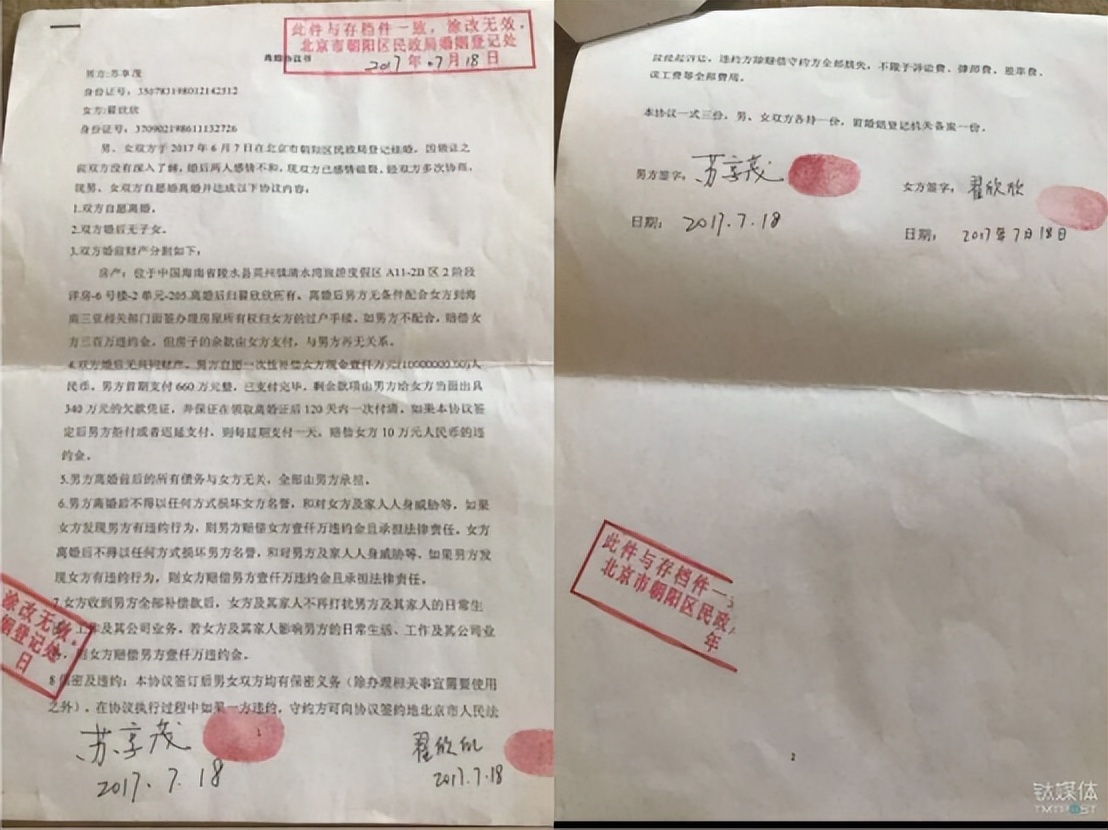 此件与存档件一致,涂改无效。
北京市朝阳区民政局婚姻登记处
2017年7月18日
离婚协议书
男方:苏享茂
身份证号:
女方:翟欣欣
身份证号:
男、女双方于2017年6月7日在北京市朝阳区民政局登记结婚,因彼此之
前双方没有深入了解,婚后两人感情不和,现双方已感情破裂,经双方多次协商,
现男、女双方自愿婚离婚并达成以下协议内容:
1.双方自愿离婚。
2.双方婚后无子女。
3.双方婚前财产分割如下:
房产:位于中国海南省陵水县英州镇清水湾旅游度假区A11-2D区2阶段
洋房-6号楼-2单元-205.离婚后归翟欣欣所有。离婚后男方无条件配合女方到海
南三亚相关部门面签办理房屋所有权归女方的过户手续。如男方不配合,赔偿女
方三百万违约金。但房子的余款由女方支付,与男方再无关系。
4.双方婚后无共同财产。男方自愿一次性补偿女方现金壹仟万元(10000000.00)人
民币。男方首期支付660万元整,已支付完毕。剩余款项由男方给女方当面出具
340万元的欠款凭证,并保证在领取离婚证后120天内一次付清。如果本协议签
定后男方拒付或者迟延支付,则每延期支付一天,赔偿女方10万元人民币的违
约金。
5.男方离婚前后的所有债务与女方无关,全部由男方承担。
6.男方离婚后不得以任何方式损坏女方名誉,和对女方及家人人身威胁等,如果
女方发现男方有违约行为,则男方赔偿女方壹仟万违约金且承担法律责任。女方
离婚后不得以任何方式损坏男方名誉,和对男方及家人人身威胁等,如果男方发
现女方有违约行为,则女方赔偿男方壹仟万违约金且承担法律责任。
7.女方收到男方全部补偿款后,女方及其家人不再打扰男方及其家人的日常生
工作及其公司业务。若女方及其家人影响男方的日常生活、工作及其公司业
则女方赔偿男方壹仟万违约金。
8保密及违约:本协议签订后男女双方均有保密义务(除办理相关事宜需要使用
之外)。在协议执行过程中如果一方违约,守约方可向协议签约地北京市人民法
涂改无效。
姻登记处
日
苏享茂
2017.7.18
1
翟欣欣
2017.7.18
院提起诉讼,违约方除赔偿守约方全部损失,不限于诉讼费、律师费、差旅费、
误工费等全部费用。
本协议一式三份,男、女双方各持一份,留婚姻登记机关备案一份。
男方签字:苏享茂
女方签字:翟欣欣
日期:2017.7.18
日期:2017年7月18日
此件与存档件一
北京市朝阳区民政
年
2
钛媒体
TMTPOST